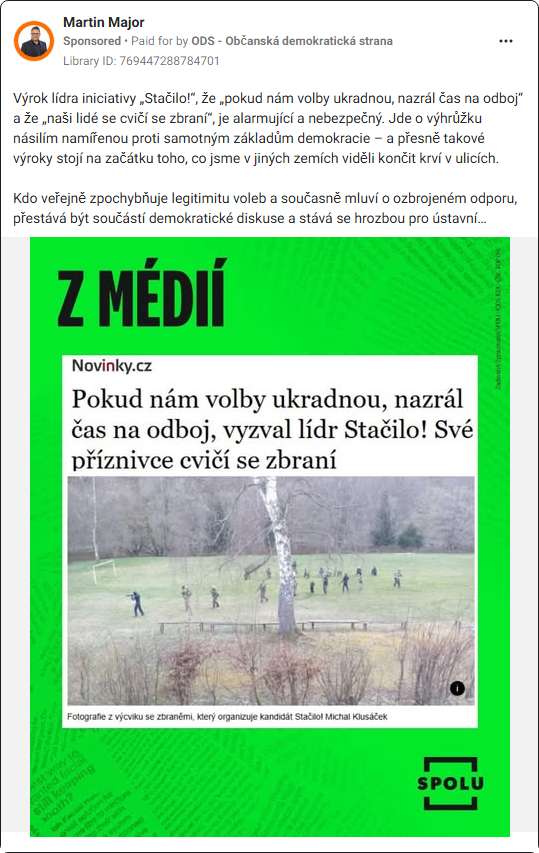 Martin Major
Sponsored • Paid for by ODS - Občanská demokratická strana
Library ID: 769447288784701
Výrok lídra iniciativy „Stačilo!“, že „pokud nám volby ukradnou, nazrál čas na odboj“
a že „naši lidé se cvičí se zbraní“, je alarmující a nebezpečný. Jde o výhrůžku
násilím namířenou proti samotným základům demokracie – a přesně takové
výroky stojí na začátku toho, co jsme v jiných zemích viděli končit krví v ulicích.
Kdo veřejně zpochybňuje legitimitu voleb a současně mluví o ozbrojeném odporu,
přestává být součástí demokratické diskuse a stává se hrozbou pro ústavní…
Z MÉDIÍ
Novinky.cz
Pokud nám volby ukradnou, nazrál
čas na odboj, vyzval lídr Stačilo! Své
příznivce cvičí se zbraní
Fotografie z výcviku se zbraněmi, který organizuje kandidát Stačilo! Michal Klusáček
SPOLU